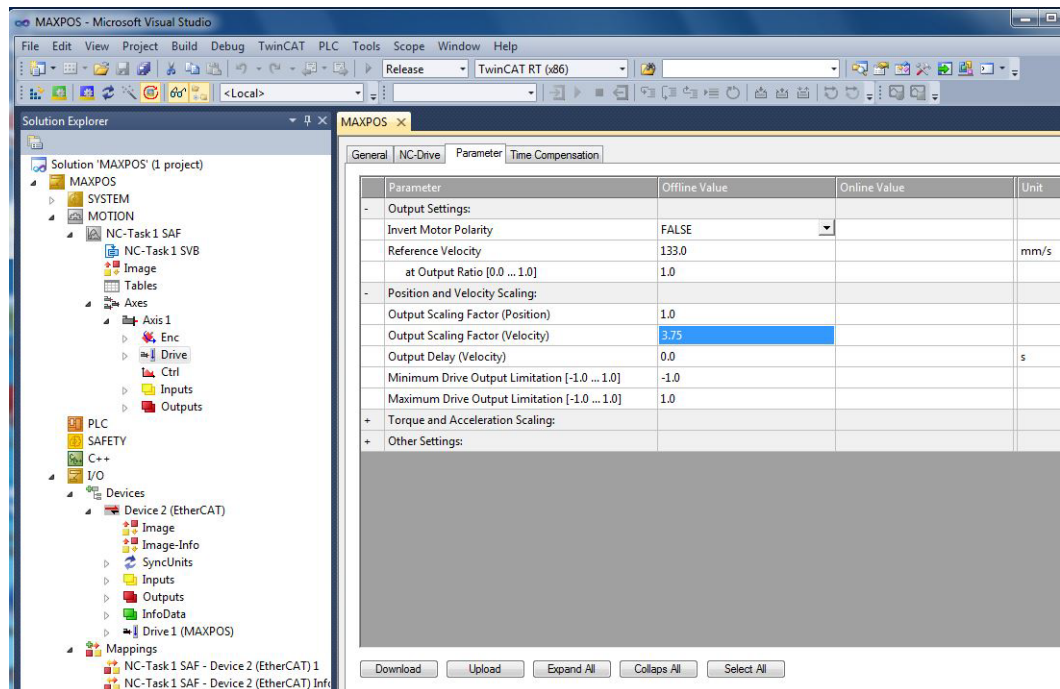 MAXPOS - Microsoft Visual Studio
File Edit View Project Build Debug TwinCAT PLC Tools Scope Window Help
Release TwinCAT RT (x86)
<Local>
Solution Explorer
MAXPOS
General NC-Drive Parameter Time Compensation
Solution 'MAXPOS' (1 project)
MAXPOS
SYSTEM
MOTION
NC-Task 1 SAF
NC-Task 1 SVB
Image
Tables
Axes
Axis 1
Enc
Drive
Ctrl
Inputs
Outputs
PLC
SAFETY
C++
I/O
Devices
Device 2 (EtherCAT)
Image
Image-Info
SyncUnits
Inputs
Outputs
InfoData
Drive 1 (MAXPOS)
Mappings
NC-Task 1 SAF - Device 2 (EtherCAT) 1
NC-Task 1 SAF - Device 2 (EtherCAT) Info
Parameter Offline Value Online Value Unit
- Output Settings:
Invert Motor Polarity FALSE
Reference Velocity 133.0 mm/s
at Output Ratio [0.0 ... 1.0] 1.0
- Position and Velocity Scaling:
Output Scaling Factor (Position) 1.0
Output Scaling Factor (Velocity) 3.75
Output Delay (Velocity) 0.0 s
Minimum Drive Output Limitation [-1.0 ... 1.0] -1.0
Maximum Drive Output Limitation [-1.0 ... 1.0] 1.0
+ Torque and Acceleration Scaling:
+ Other Settings:
Download Upload Expand All Collaps All Select All